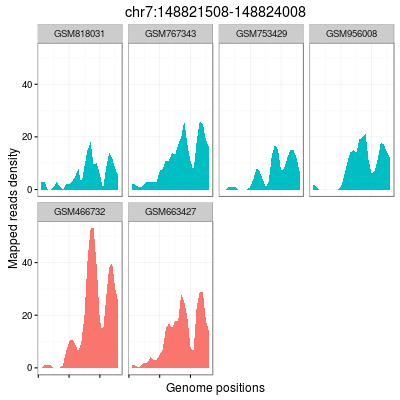 chr7:148821508-148824008
GSM818031 GSM767343 GSM753429 GSM956008
40
20
0
Mapped reads density
GSM466732 GSM663427
40
20
0
Genome positions